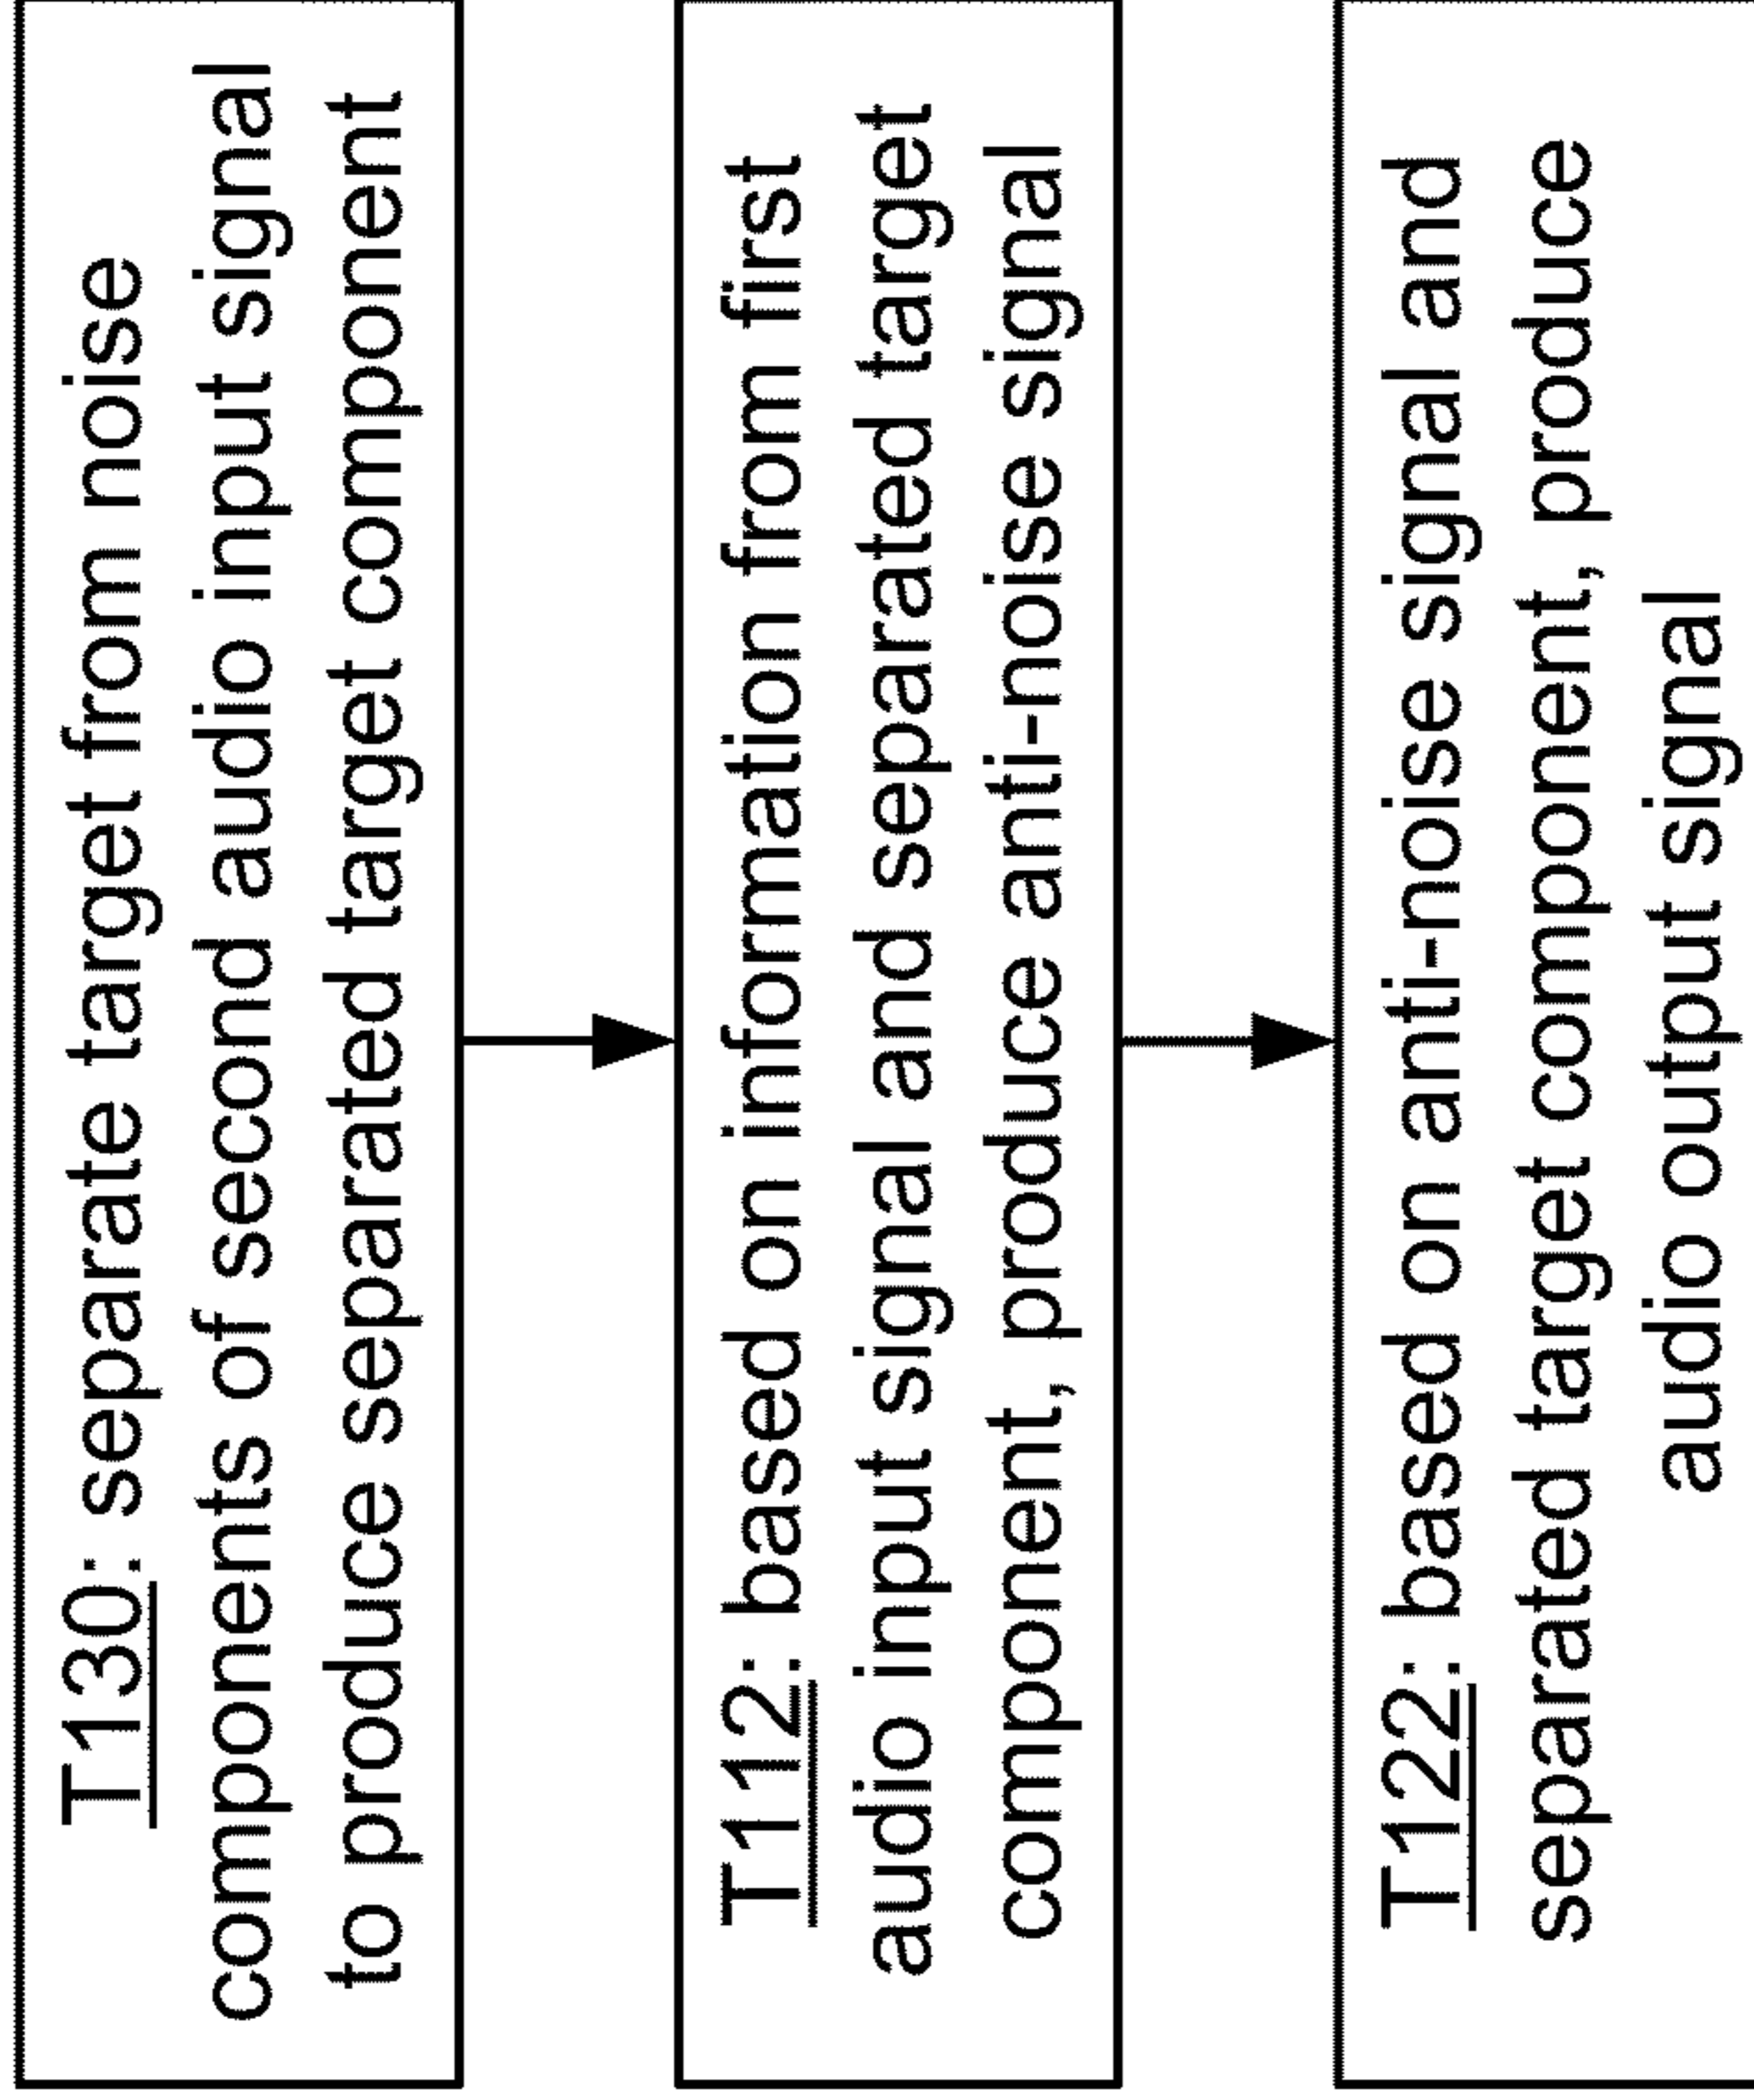 T130: separate target from noise
components of second audio input signal
to produce separated target component
T112: based on information from first
audio input signal and separated target
component, produce anti-noise signal
T122: based on anti-noise signal and
separated target component, produce
audio output signal